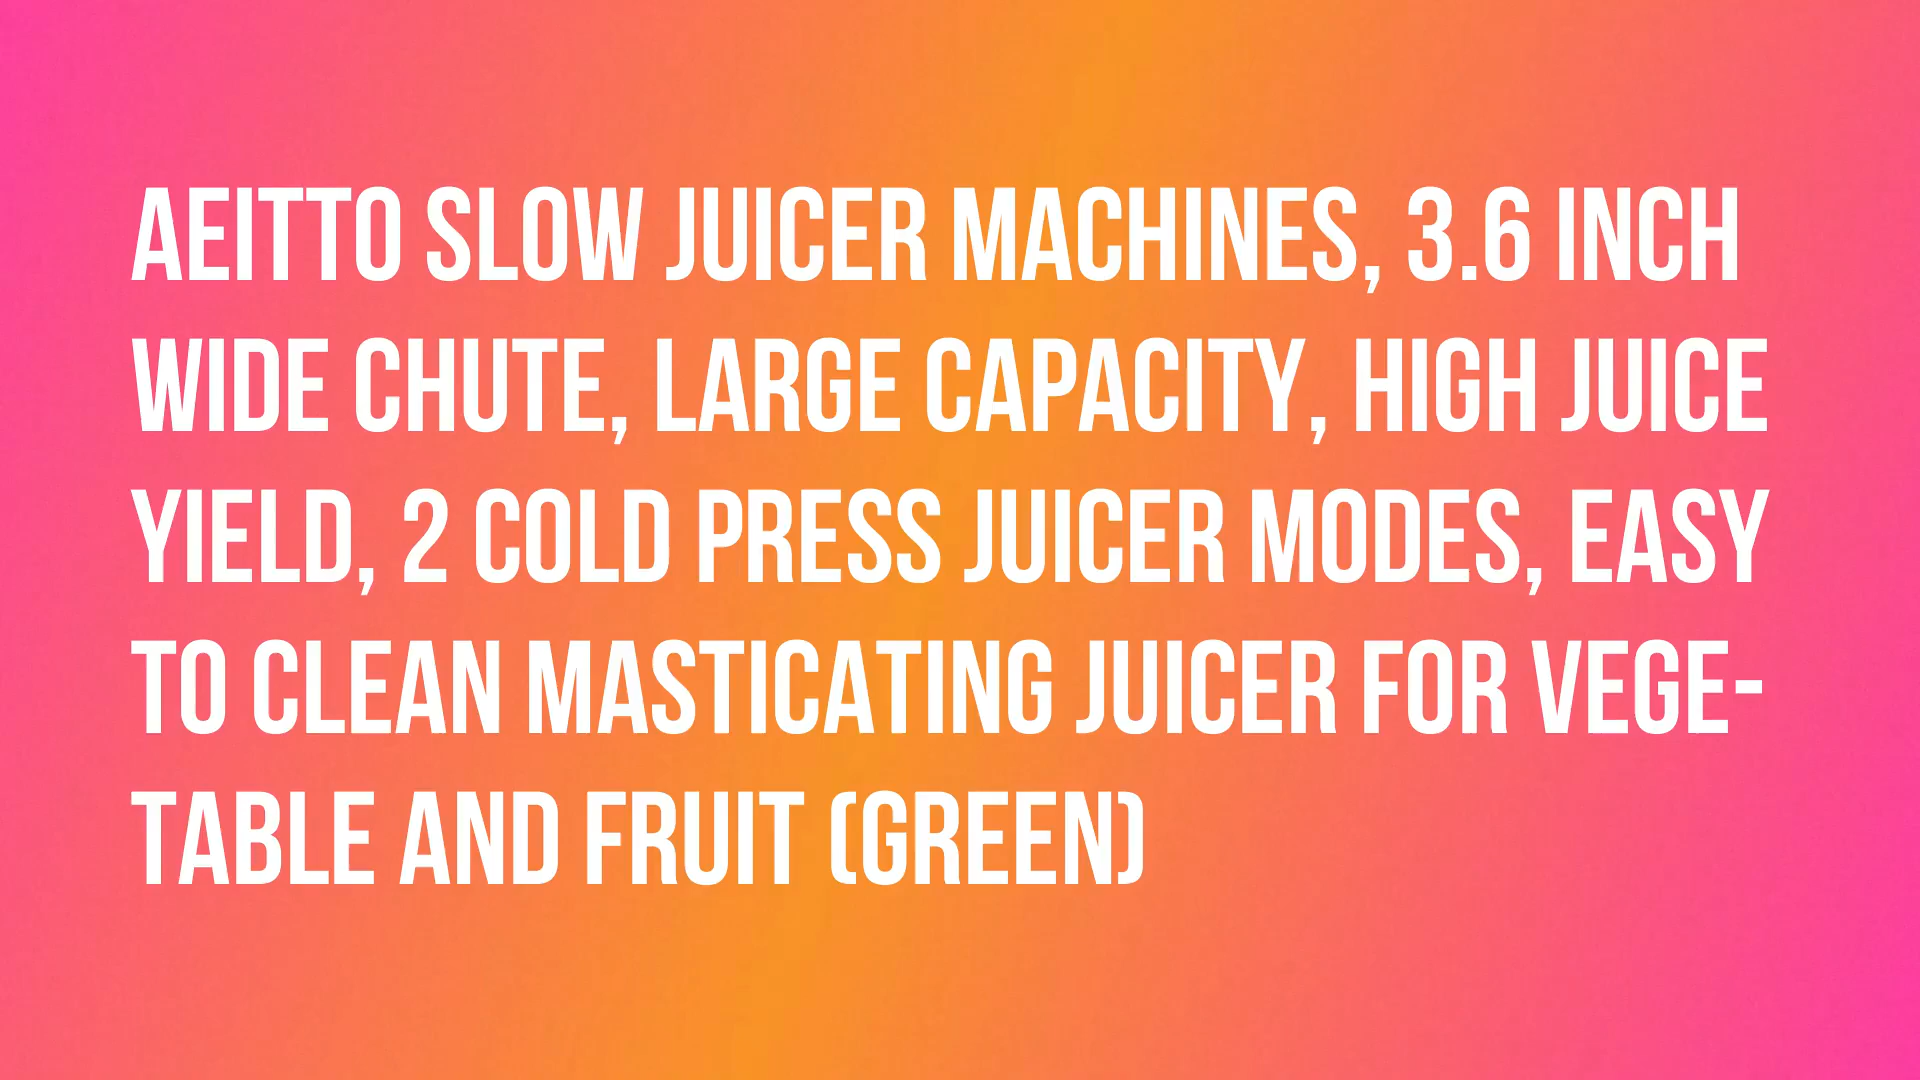 AEITTO SLOW JUICER MACHINES, 3.6 INCH
WIDE CHUTE, LARGE CAPACITY, HIGH JUICE
YIELD, 2 COLD PRESS JUICER MODES, EASY
TO CLEAN MASTICATING JUICER FOR VEGE-
TABLE AND FRUIT (GREEN)